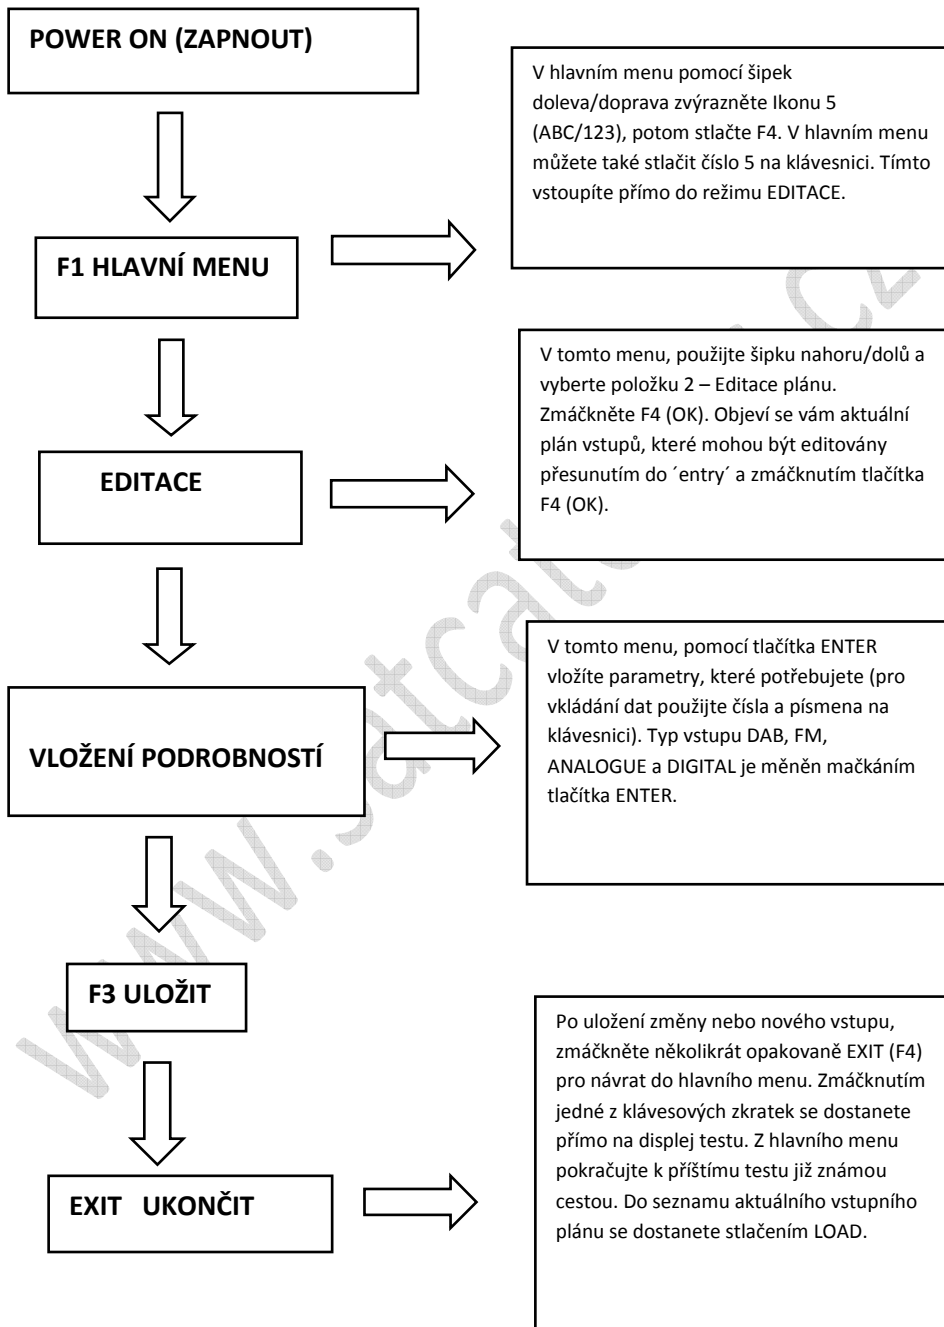 POWER ON (ZAPNOUT)
V hlavním menu pomocí šipek
doleva/doprava zvýrazněte Ikonu 5
(ABC/123), potom stlačte F4. V hlavním menu
můžete také stlačit číslo 5 na klávesnici. Tímto
vstoupíte přímo do režimu EDITACE.
F1 HLAVNÍ MENU
V tomto menu, použijte šipku nahoru/dolů a
vyberte položku 2 – Editace plánu.
Zmáčkněte F4 (OK). Objeví se vám aktuální
plán vstupů, které mohou být editovány
přesunutím do ´entry´ a zmáčknutím tlačítka
F4 (OK).
EDITACE
V tomto menu, pomocí tlačítka ENTER
vložíte parametry, které potřebujete (pro
vkládání dat použijte čísla a písmena na
klávesnici). Typ vstupu DAB, FM,
ANALOGUE a DIGITAL je měněn mačkáním
tlačítka ENTER.
VLOŽENÍ PODROBNOSTÍ
F3 ULOŽIT
Po uložení změny nebo nového vstupu,
zmáčkněte několikrát opakovaně EXIT (F4)
pro návrat do hlavního menu. Zmáčknutím
jedné z klávesových zkratek se dostanete
přímo na displej testu. Z hlavního menu
pokračujte k příštímu testu již známou
cestou. Do seznamu aktuálního vstupního
plánu se dostanete stlačením LOAD.
EXIT UKONČIT